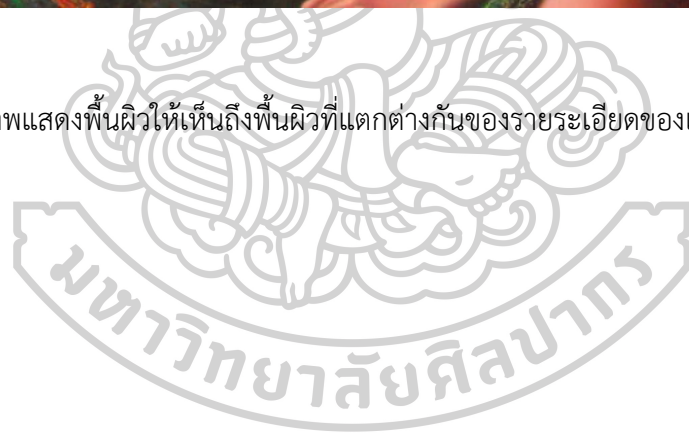 พแสดงพื้นผิวให้เห็นถึงพื้นผิวที่แตกต่างกันของรายระเอียดของ
มหาวิทยาลัยศิลปากร